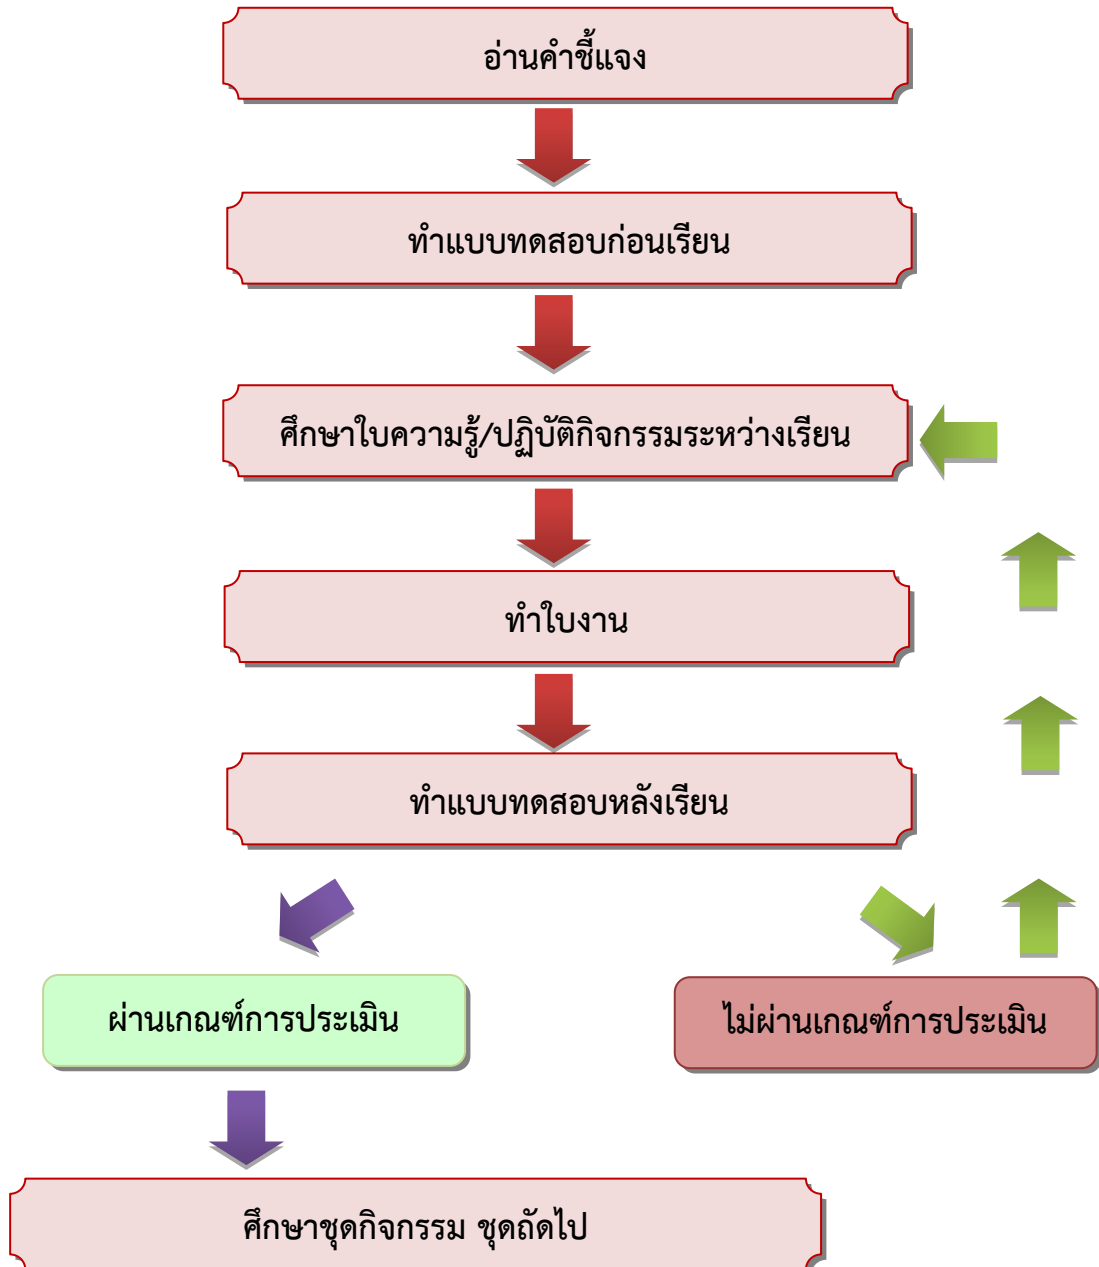 อ่านคำชี้แจง
ทำแบบทดสอบก่อนเรียน
ศึกษาใบความรู้/ปฏิบัติกิจกรรมระหว่างเรียน
ทำใบงาน
ทำแบบทดสอบหลังเรียน
ผ่านเกณฑ์การประเมิน
ไม่ผ่านเกณฑ์การประเมิน
ศึกษาชุดกิจกรรม ชุดถัดไป